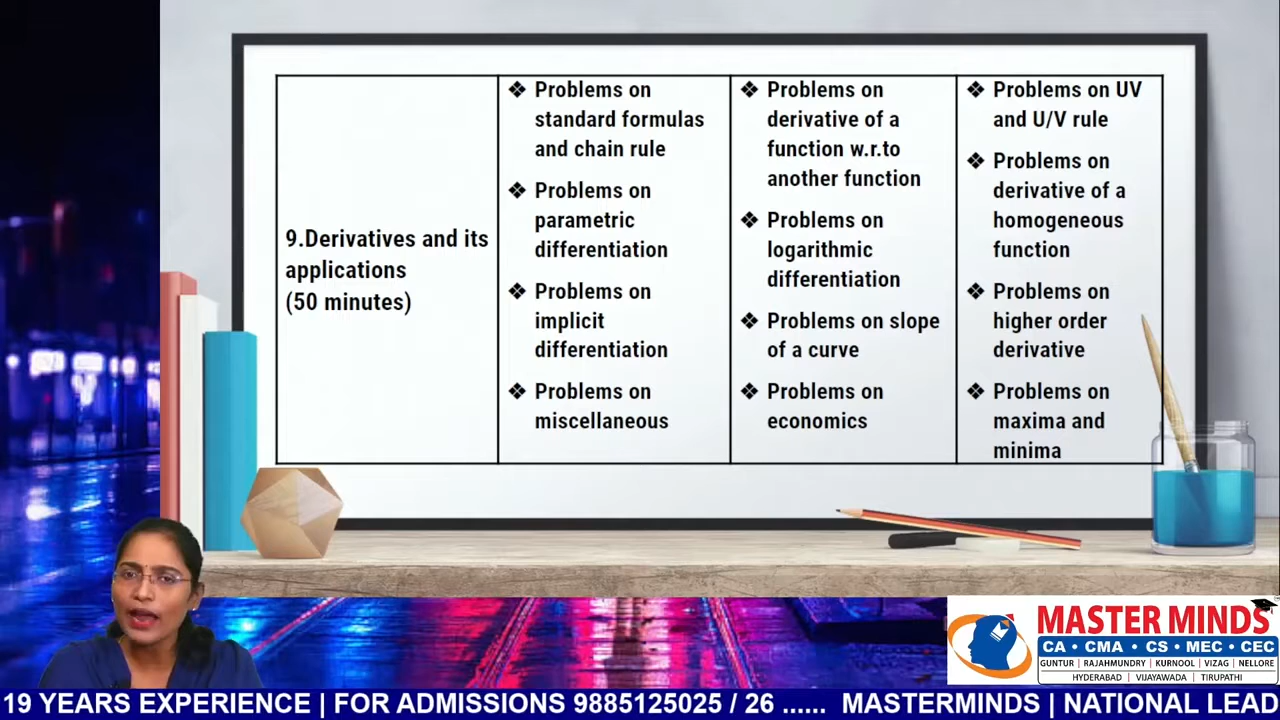 9.Derivatives and its
applications
(50 minutes)
❖ Problems on
standard formulas
and chain rule
❖ Problems on
parametric
differentiation
❖ Problems on
implicit
differentiation
❖ Problems on
miscellaneous
❖ Problems on
derivative of a
function w.r.to
another function
❖ Problems on
logarithmic
differentiation
❖ Problems on slope
of a curve
❖ Problems on
economics
❖ Problems on UV
and U/V rule
❖ Problems on
derivative of a
homogeneous
function
❖ Problems on
higher order
derivative
❖ Problems on
maxima and
minima
MASTER MINDS
CA • CMA • CS • MEC • CEC
GUNTUR | RAJAHMUNDRY | KURNOOL | VIZAG | NELLORE
HYDERABAD | VIJAYAWADA | TIRUPATHI
19 YEARS EXPERIENCE | FOR ADMISSIONS 9885125025 / 26 ...... MASTERMINDS | NATIONAL LEAD